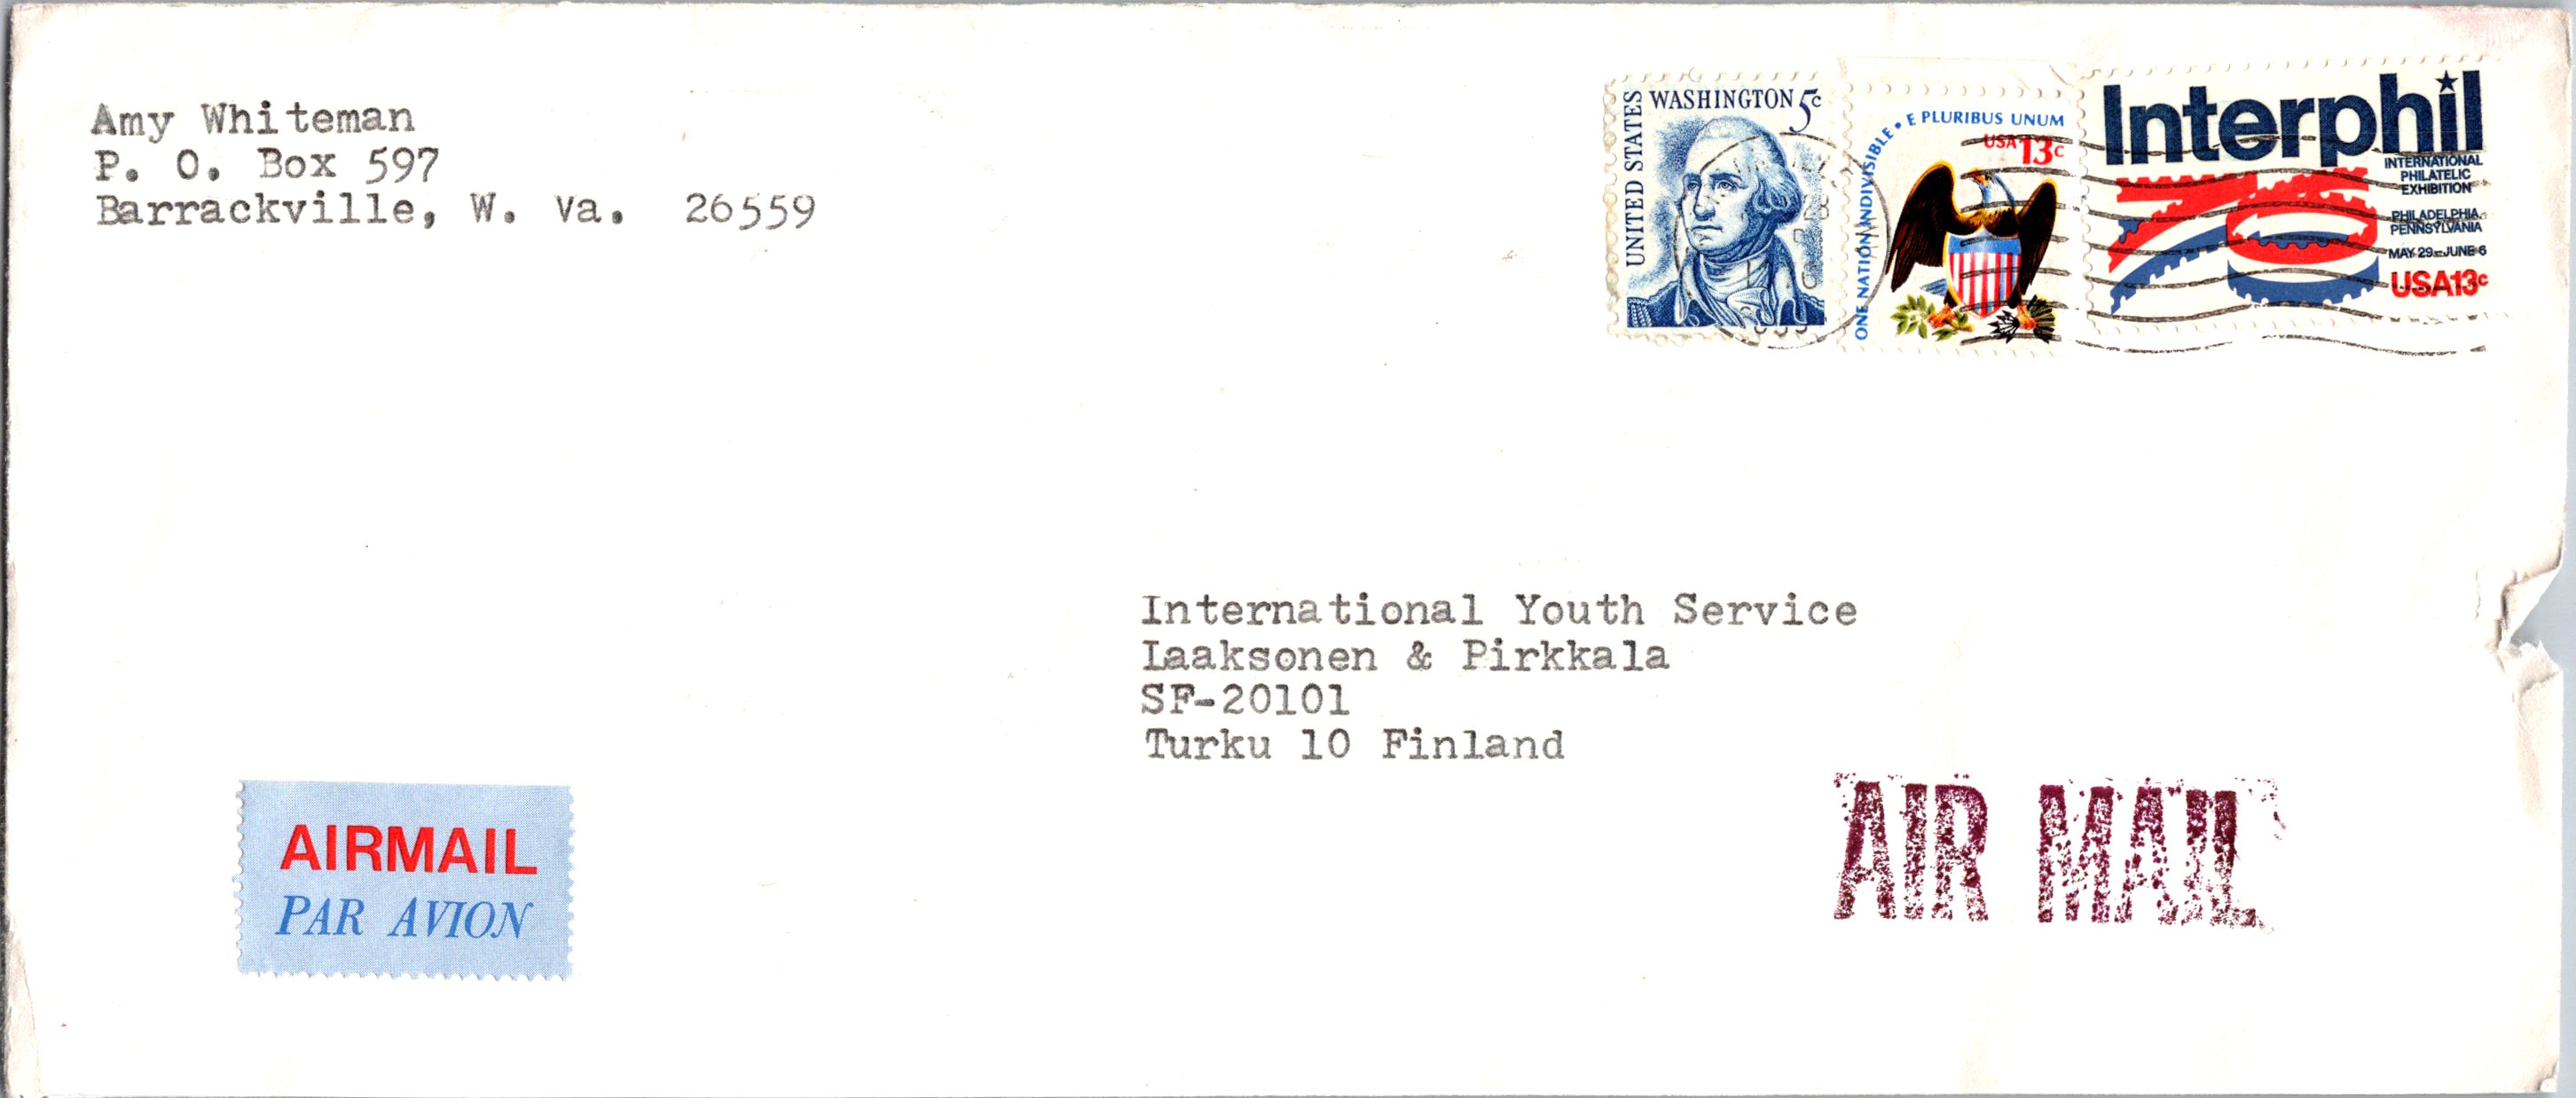 Amy Whiteman
P. O. Box 597
Barrackville, W. Va. 26559
UNITED STATES
WASHINGTON 5c
ONE NATION INDIVISIBLE • E PLURIBUS UNUM
USA 13c
Interphil
INTERNATIONAL
PHILATELIC
EXHIBITION
76
PHILADELPHIA,
PENNSYLVANIA
MAY 29-JUNE 6
USA13c
International Youth Service
Laaksonen & Pirkkala
SF-20101
Turku 10 Finland
AIRMAIL
PAR AVION
AIR MAIL